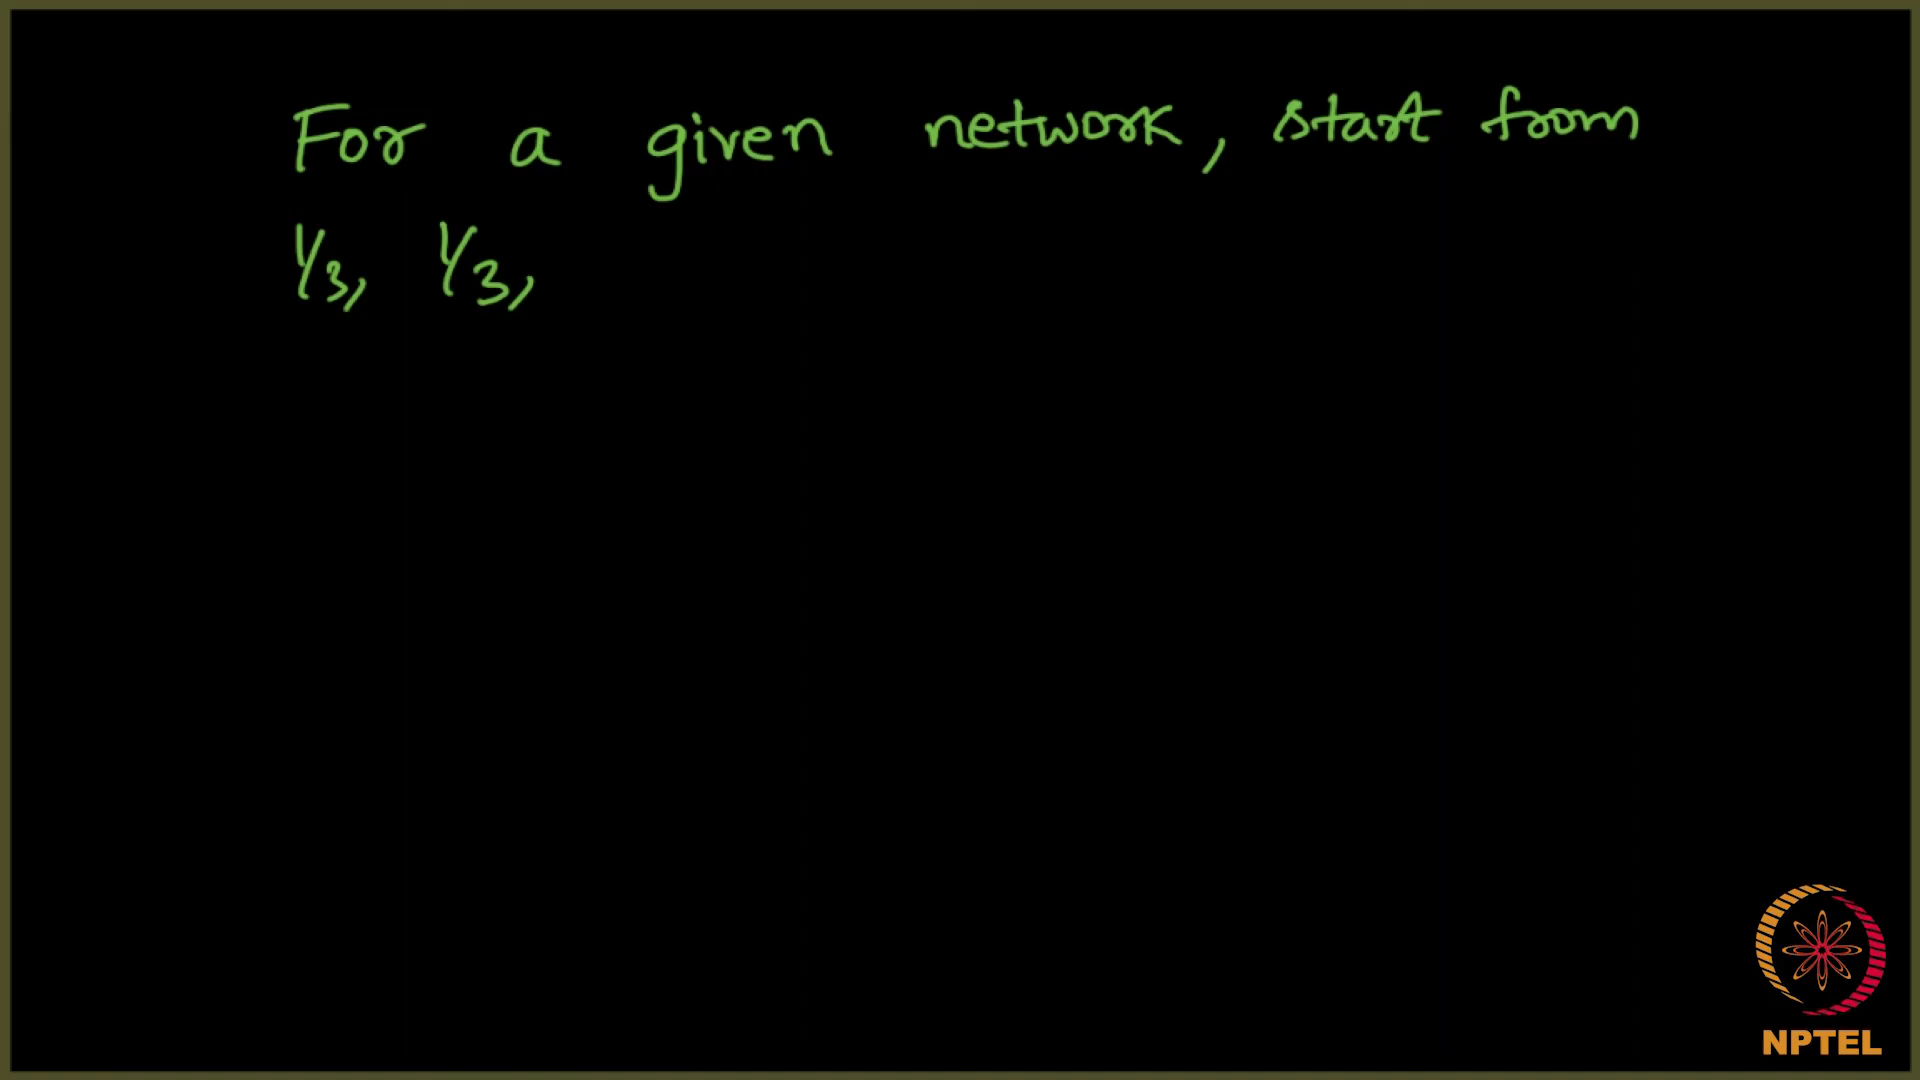 For a given network, start from
1/3, 1/3,
NPTEL